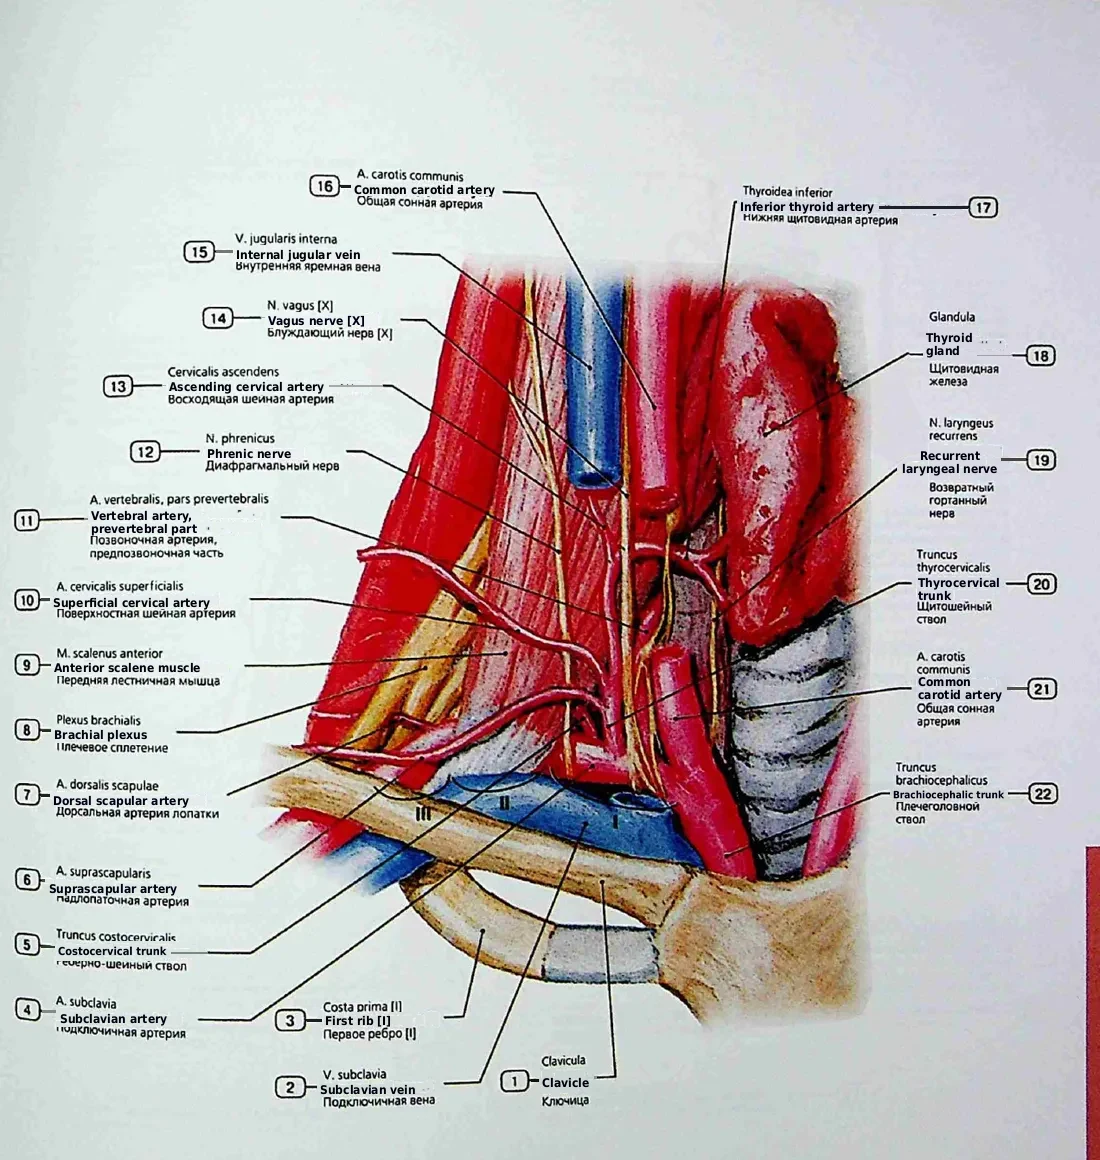 16
A. carotis communis
Common carotid artery
Общая сонная артерия
Thyroidea inferior
Inferior thyroid artery
17
Нижняя щитовидная артерия
15
V. jugularis interna
Internal jugular vein
Внутренняя яремная вена
14
N. vagus [X]
Vagus nerve [X]
Блуждающий нерв [X]
Glandula
Thyroid
gland
18
Щитовидная
железа
13
Cervicalis ascendens
Ascending cervical artery
Восходящая шейная артерия
12
N. phrenicus
Phrenic nerve
Диафрагмальный нерв
N. laryngeus
recurrens
Recurrent
laryngeal nerve
19
Возвратный
гортанный
нерв
11
A. vertebralis, pars prevertebralis
Vertebral artery,
prevertebral part
Позвоночная артерия,
предпозвоночная часть
Truncus
thyrocervicalis
Thyrocervical
trunk
20
Щитошейный
ствол
10
A. cervicalis superficialis
Superficial cervical artery
Поверхностная шейная артерия
9
M. scalenus anterior
Anterior scalene muscle
Передняя лестничная мышца
A. carotis
communis
Common
carotid artery
21
Общая сонная
артерия
8
Plexus brachialis
Brachial plexus
Плечевое сплетение
7
A. dorsalis scapulae
Dorsal scapular artery
Дорсальная артерия лопатки
Truncus
brachiocephalicus
Brachiocephalic trunk
22
Плечеголовной
ствол
III
II
I
6
A. suprascapularis
Suprascapular artery
Надлопаточная артерия
5
Truncus costocervicalis
Costocervical trunk
Реберно-шейный ствол
4
A. subclavia
Subclavian artery
Подключичная артерия
3
Costa prima [I]
First rib [I]
Первое ребро [I]
2
V. subclavia
Subclavian vein
Подключичная вена
1
Clavicula
Clavicle
Ключица